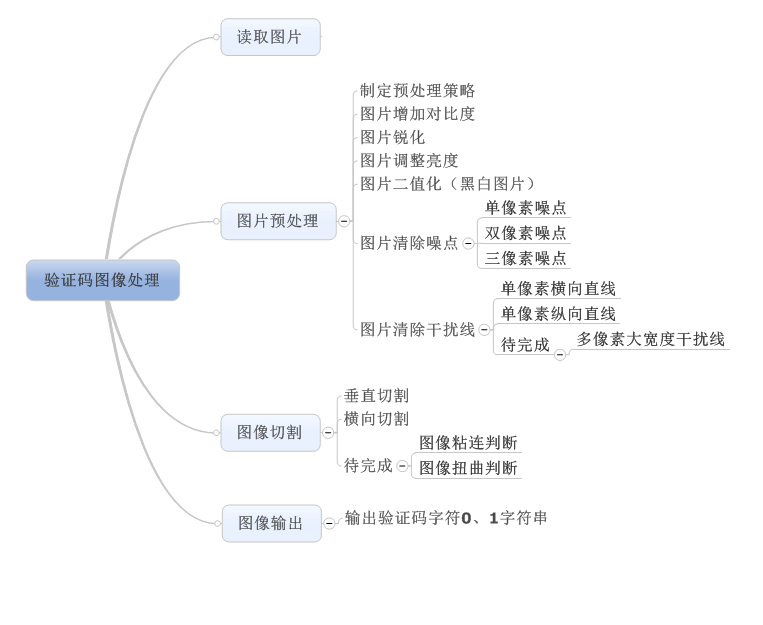 读取图片
制定预处理策略
图片增加对比度
图片锐化
图片调整亮度
图片二值化（黑白图片）
单像素噪点
图片预处理
双像素噪点
图片清除噪点
三像素噪点
验证码图像处理
单像素横向直线
单像素纵向直线
图片清除干扰线
待完成
多像素大宽度干扰线
垂直切割
横向切割
图像切割
图像粘连判断
待完成
图像扭曲判断
图像输出
输出验证码字符0、1字符串